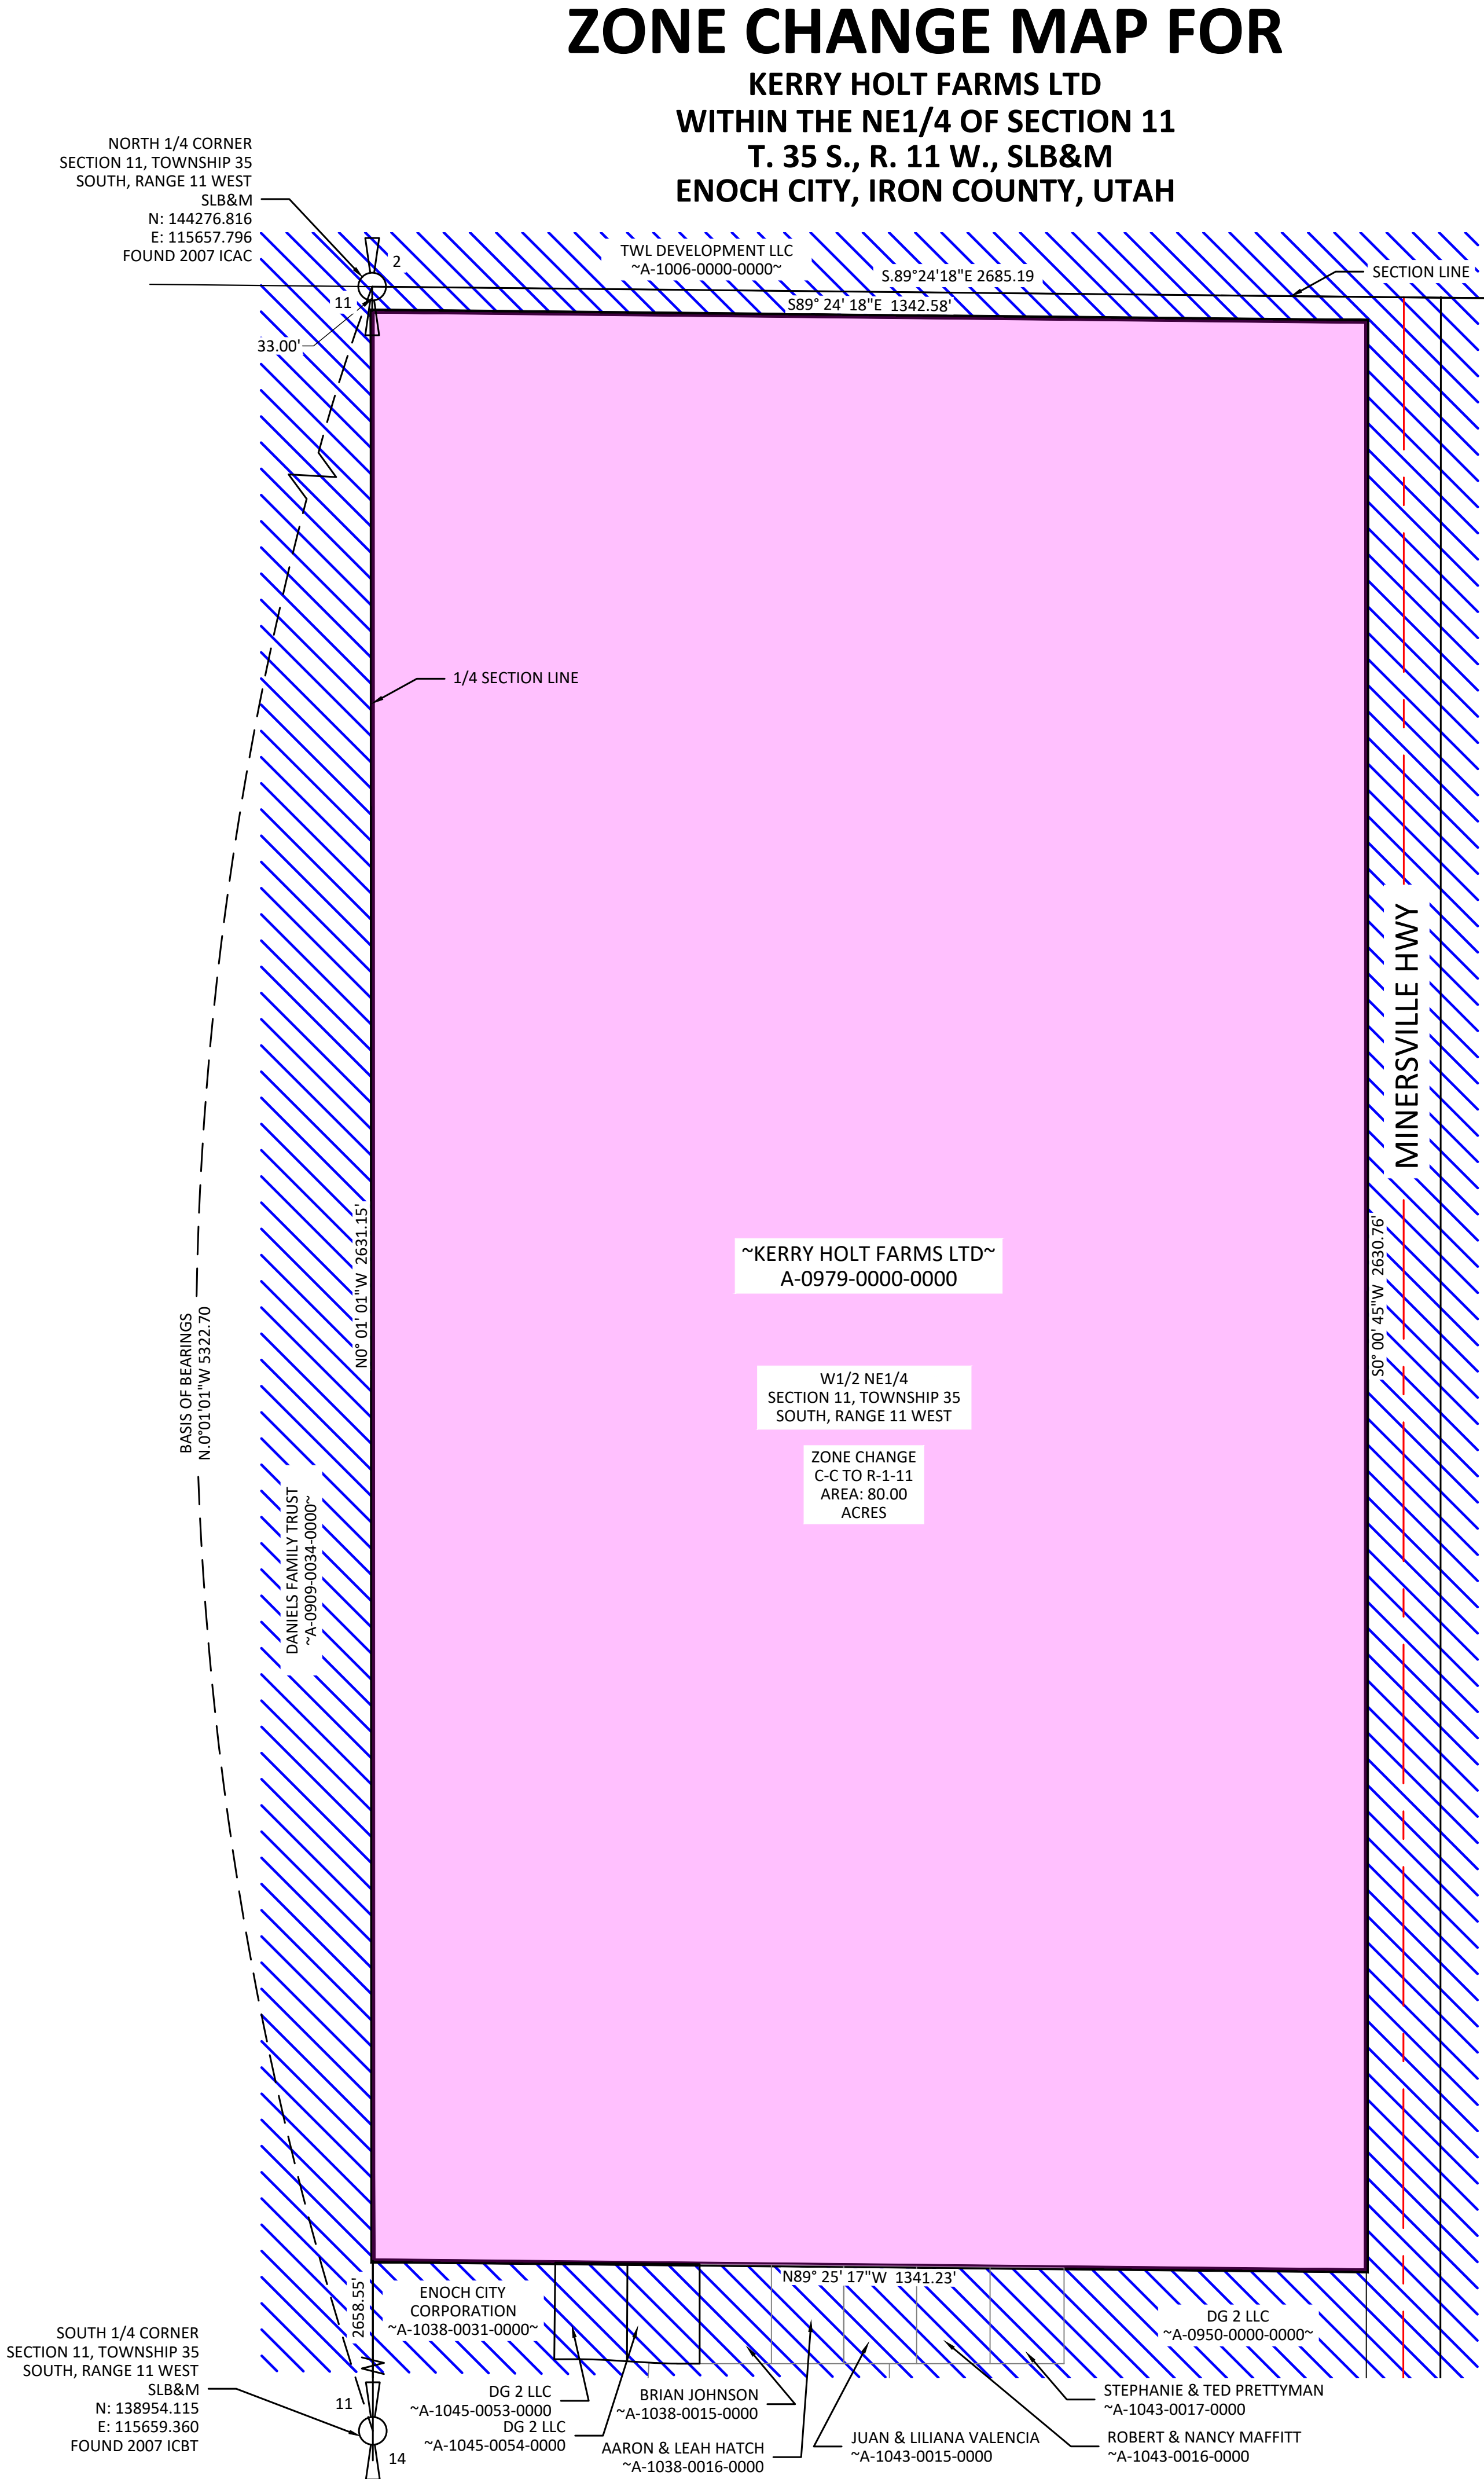 ZONE CHANGE MAP FOR
KERRY HOLT FARMS LTD
WITHIN THE NE1/4 OF SECTION 11
T. 35 S., R. 11 W., SLB&M
ENOCH CITY, IRON COUNTY, UTAH
NORTH 1/4 CORNER
SECTION 11, TOWNSHIP 35
SOUTH, RANGE 11 WEST
SLB&M
N: 144276.816
E: 115657.796
FOUND 2007 ICAC
2
11
33.00'
TWL DEVELOPMENT LLC
~A-1006-0000-0000~
S.89°24'18"E 2685.19
SECTION LINE
S89° 24' 18"E 1342.58'
1/4 SECTION LINE
MINERSVILLE HWY
N0° 01' 01"W 2631.15'
S0° 00' 45"W 2630.76'
~KERRY HOLT FARMS LTD~
A-0979-0000-0000
W1/2 NE1/4
SECTION 11, TOWNSHIP 35
SOUTH, RANGE 11 WEST
ZONE CHANGE
C-C TO R-1-11
AREA: 80.00
ACRES
BASIS OF BEARINGS
N.0°01'01"W 5322.70
DANIELS FAMILY TRUST
~A-0909-0034-0000~
N89° 25' 17"W 1341.23'
2658.55'
ENOCH CITY
CORPORATION
~A-1038-0031-0000~
DG 2 LLC
~A-0950-0000-0000~
SOUTH 1/4 CORNER
SECTION 11, TOWNSHIP 35
SOUTH, RANGE 11 WEST
SLB&M
N: 138954.115
E: 115659.360
FOUND 2007 ICBT
11
14
DG 2 LLC
~A-1045-0053-0000
DG 2 LLC
~A-1045-0054-0000
BRIAN JOHNSON
~A-1038-0015-0000
AARON & LEAH HATCH
~A-1038-0016-0000
JUAN & LILIANA VALENCIA
~A-1043-0015-0000
STEPHANIE & TED PRETTYMAN
~A-1043-0017-0000
ROBERT & NANCY MAFFITT
~A-1043-0016-0000